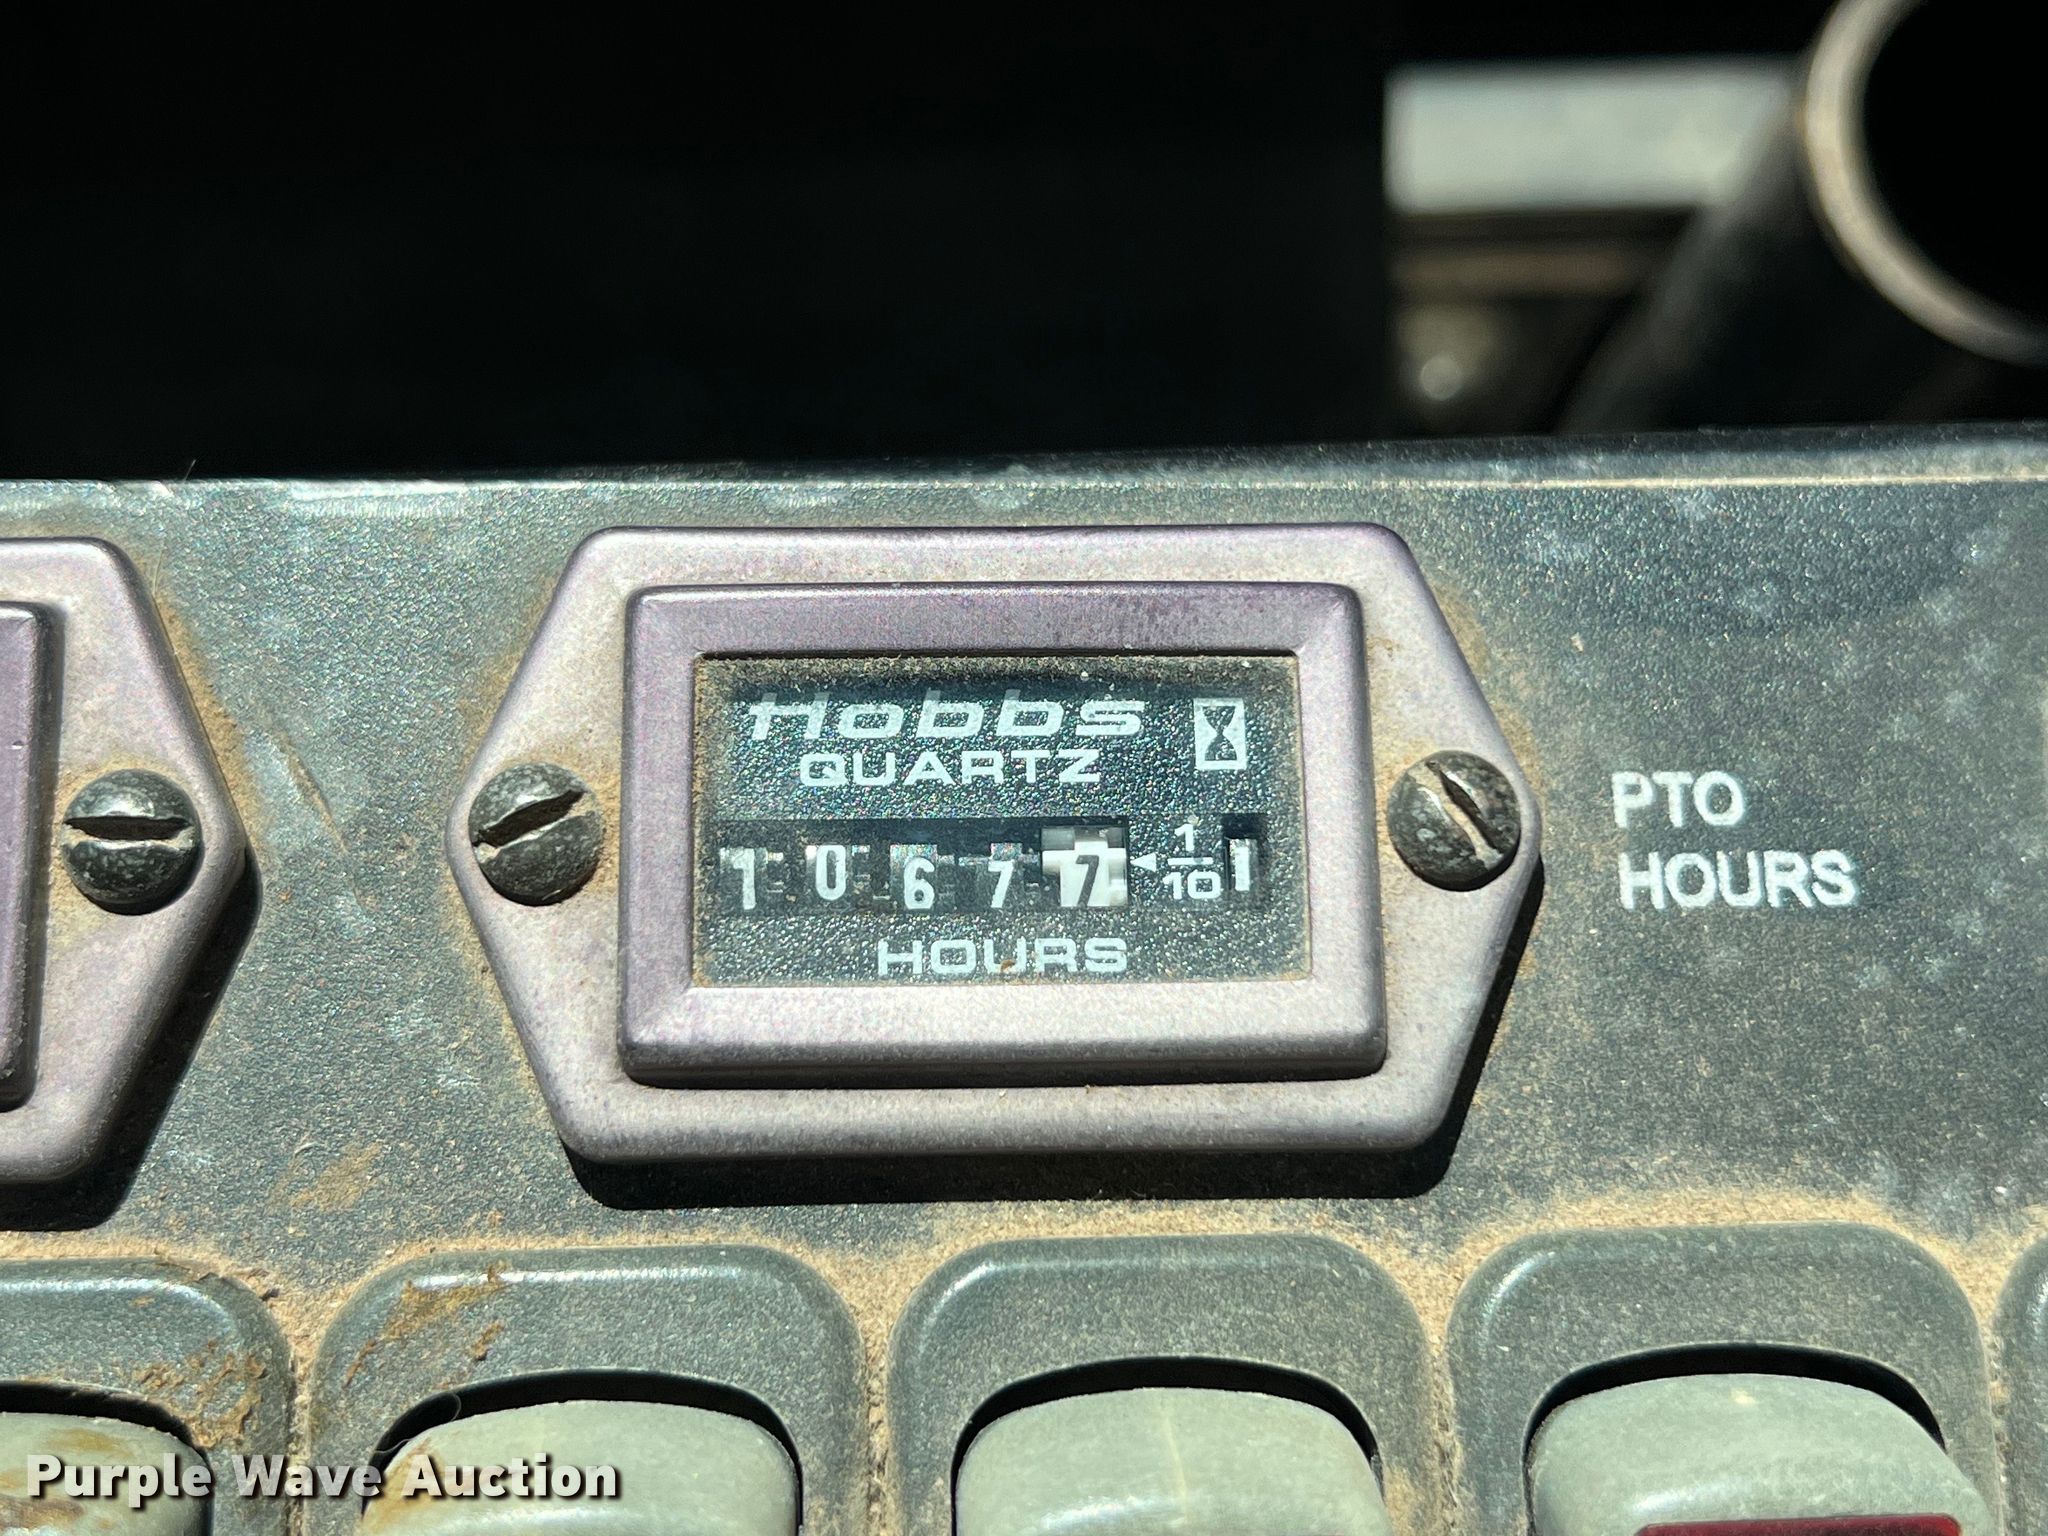 Hobbs
QUARTZ
1 0 6 7 7 1/10 1
HOURS
PTO
HOURS
Purple Wave Auction